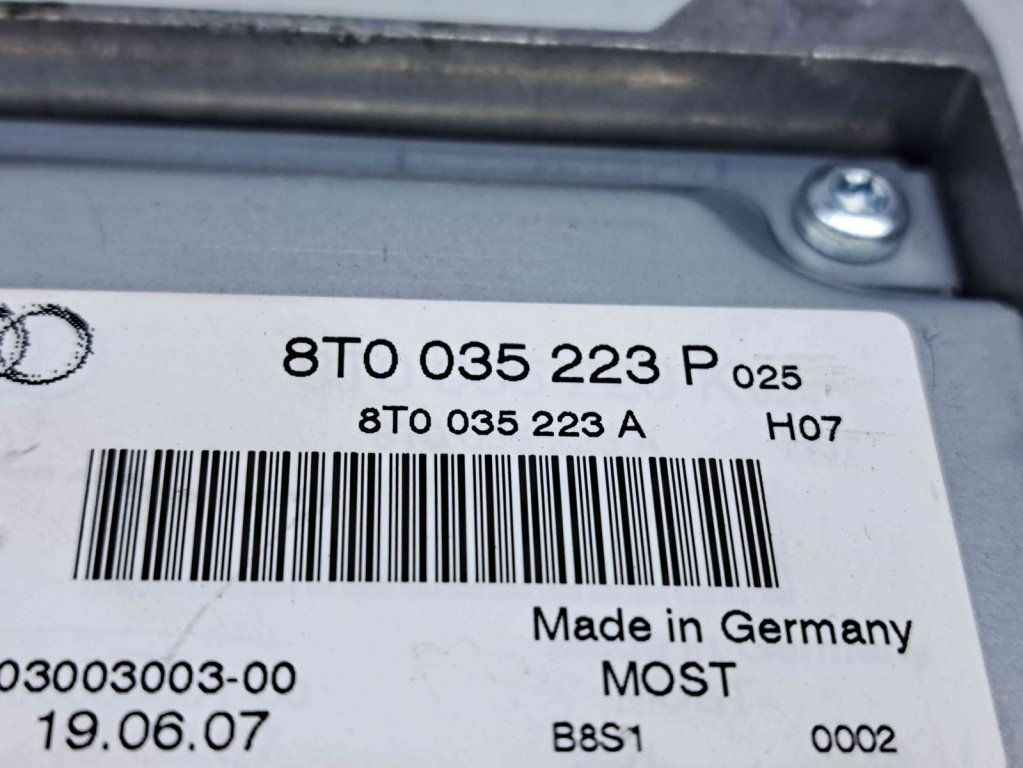 8T0 035 223 P 025
8T0 035 223 A H07
Made in Germany
03003003-00 MOST
19.06.07 B8S1 0002